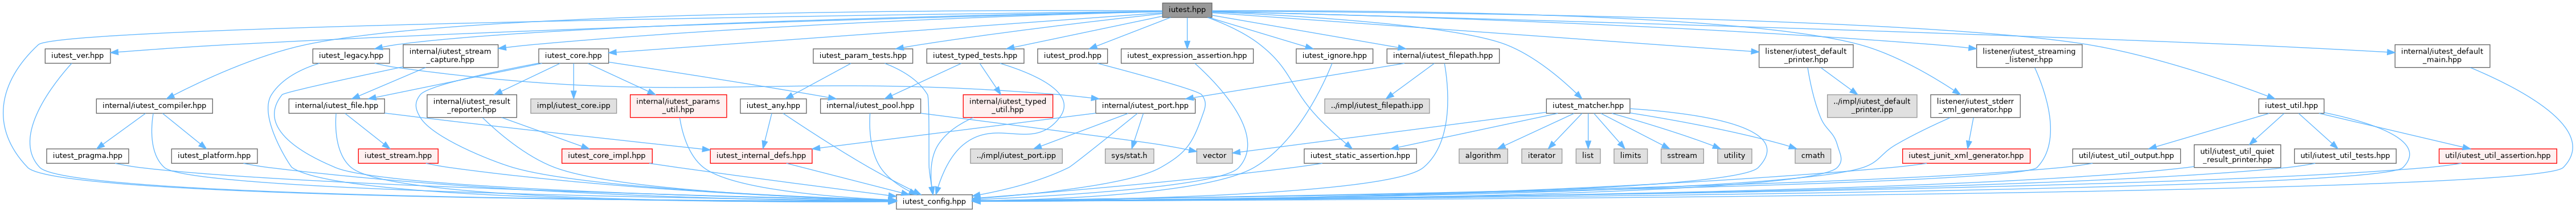 iutest.hpp
iutest_ver.hpp
iutest_legacy.hpp
internal/iutest_stream
_capture.hpp
iutest_core.hpp
iutest_param_tests.hpp
iutest_typed_tests.hpp
iutest_prod.hpp
iutest_expression_assertion.hpp
iutest_ignore.hpp
internal/iutest_filepath.hpp
listener/iutest_default
_printer.hpp
listener/iutest_streaming
_listener.hpp
internal/iutest_default
_main.hpp
internal/iutest_compiler.hpp
internal/iutest_file.hpp
internal/iutest_result
_reporter.hpp
impl/iutest_core.ipp
internal/iutest_params
_util.hpp
iutest_any.hpp
internal/iutest_pool.hpp
internal/iutest_typed
_util.hpp
internal/iutest_port.hpp
../impl/iutest_filepath.ipp
iutest_matcher.hpp
../impl/iutest_default
_printer.ipp
listener/iutest_stderr
_xml_generator.hpp
iutest_util.hpp
iutest_pragma.hpp
iutest_platform.hpp
iutest_stream.hpp
iutest_core_impl.hpp
iutest_internal_defs.hpp
../impl/iutest_port.ipp
sys/stat.h
vector
iutest_static_assertion.hpp
algorithm
iterator
list
limits
sstream
utility
cmath
iutest_junit_xml_generator.hpp
util/iutest_util_output.hpp
util/iutest_util_quiet
_result_printer.hpp
util/iutest_util_tests.hpp
util/iutest_util_assertion.hpp
iutest_config.hpp